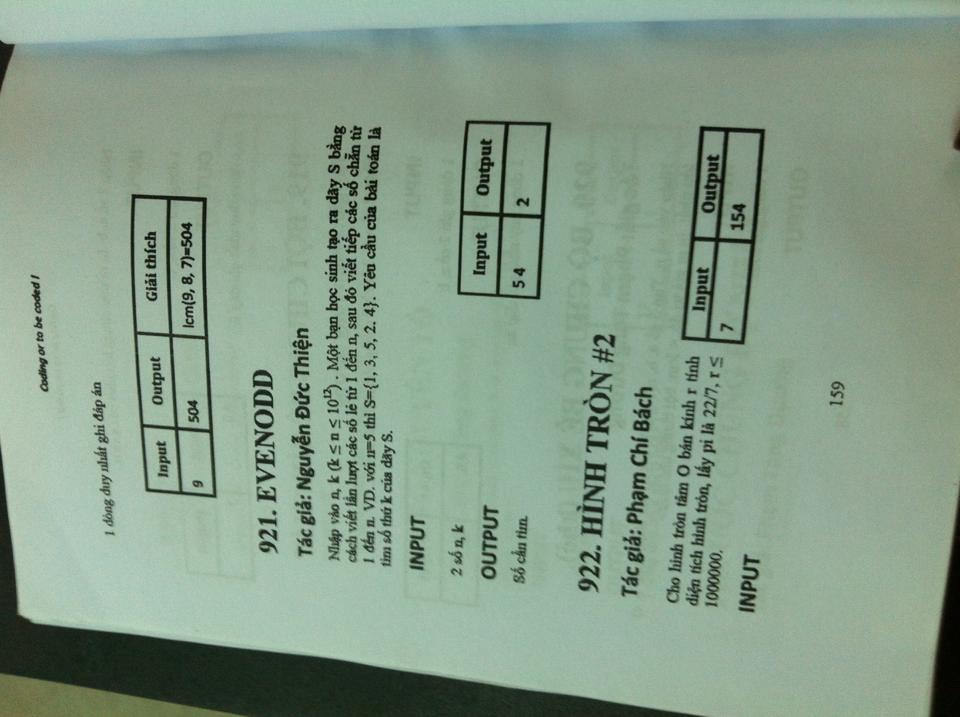 Coding or to be coded !
1 dòng duy nhất ghi đáp án
Input Output Giải thích
9 504 lcm(9, 8, 7)=504
921. EVENODD
Tác giả: Nguyễn Đức Thiện
Nhập vào n, k (k ≤ n ≤ 10¹²) . Một bạn học sinh tạo ra dãy S bằng
cách viết lần lượt các số lẻ từ 1 đến n, sau đó viết tiếp các số chẵn từ
1 đến n. VD. với n=5 thì S={1, 3, 5, 2. 4}. Yêu cầu của bài toán là
tìm số thứ k của dãy S.
INPUT
2 số n, k
OUTPUT
Số cần tìm.
Input Output
5 4 2
922. HÌNH TRÒN #2
Tác giả: Phạm Chí Bách
Cho hình tròn tâm O bán kính r tính
diện tích hình tròn, lấy pi là 22/7, r ≤
1000000.
Input Output
7 154
INPUT
159